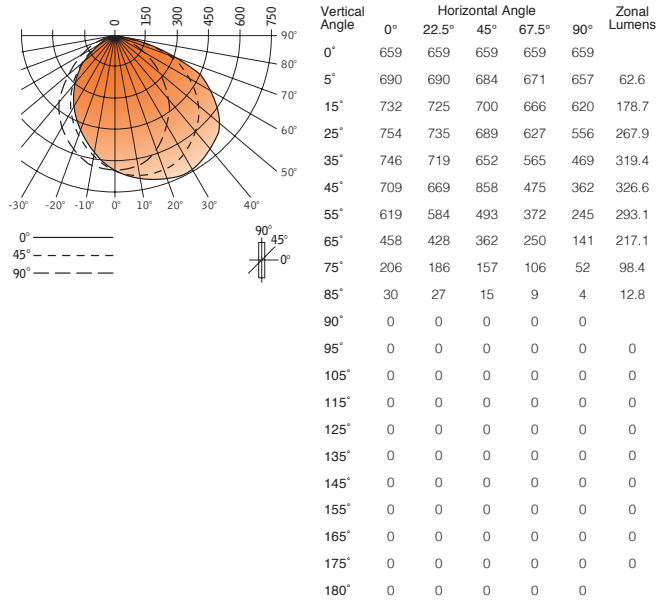 0 150 300 450 600 750
90°
80°
70°
60°
50°
-30° -20° -10° 0° 10° 20° 30° 40°
0°
45°
90°
90°
45°
0°
Vertical Angle Horizontal Angle Zonal Lumens
0° 22.5° 45° 67.5° 90°
0° 659 659 659 659 659
5° 690 690 684 671 657 62.6
15° 732 725 700 666 620 178.7
25° 754 735 689 627 556 267.9
35° 746 719 652 565 469 319.4
45° 709 669 858 475 362 326.6
55° 619 584 493 372 245 293.1
65° 458 428 362 250 141 217.1
75° 206 186 157 106 52 98.4
85° 30 27 15 9 4 12.8
90° 0 0 0 0 0
95° 0 0 0 0 0 0
105° 0 0 0 0 0 0
115° 0 0 0 0 0 0
125° 0 0 0 0 0 0
135° 0 0 0 0 0 0
145° 0 0 0 0 0 0
155° 0 0 0 0 0 0
165° 0 0 0 0 0 0
175° 0 0 0 0 0 0
180° 0 0 0 0 0